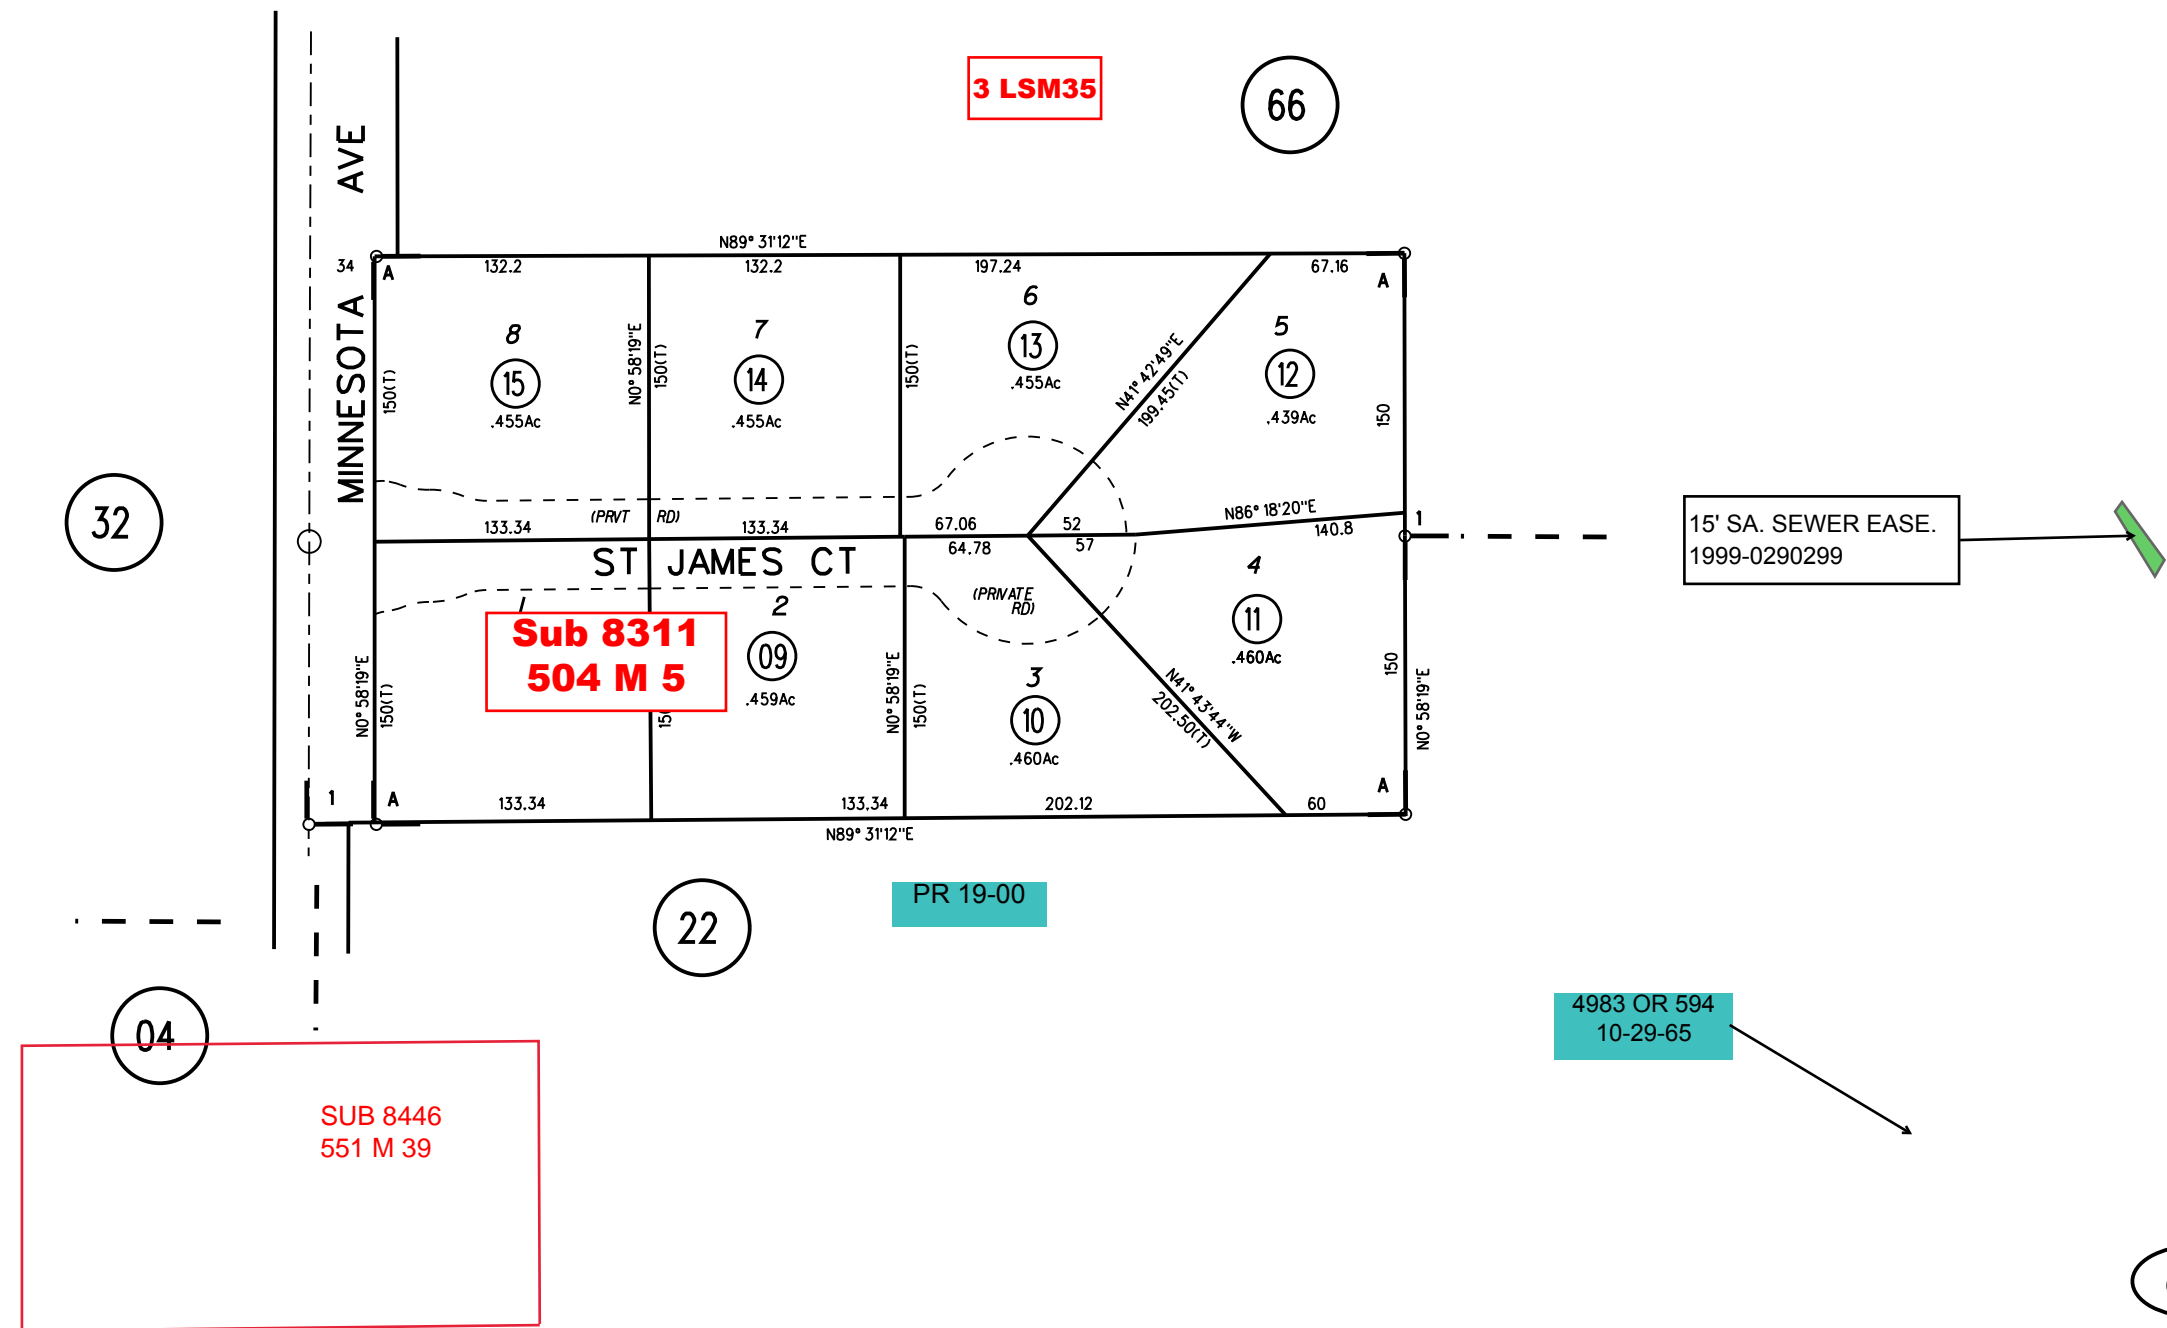 3 LSM35
66
MINNESOTA AVE
N89° 31'12"E
34
A
132.2
132.2
197.24
67.16
A
8
15
.455Ac
7
14
.455Ac
6
13
.455Ac
5
12
.439Ac
150(T)
N0° 58'19"E
150(T)
150(T)
N41° 42'49"E
199.45(T)
150
32
(PRVT RD)
133.34
133.34
67.06
52
N86° 18'20"E
140.8
1
64.78
57
ST JAMES CT
15' SA. SEWER EASE.
1999-0290299
(PRIVATE
RD)
1
Sub 8311
504 M 5
2
09
.459Ac
3
10
.460Ac
4
11
.460Ac
N0° 58'19"E
150(T)
N0° 58'19"E
150(T)
N41° 43'44"W
202.50(T)
150
N0° 58'19"E
1
A
133.34
133.34
202.12
60
A
N89° 31'12"E
22
PR 19-00
04
4983 OR 594
10-29-65
SUB 8446
551 M 39